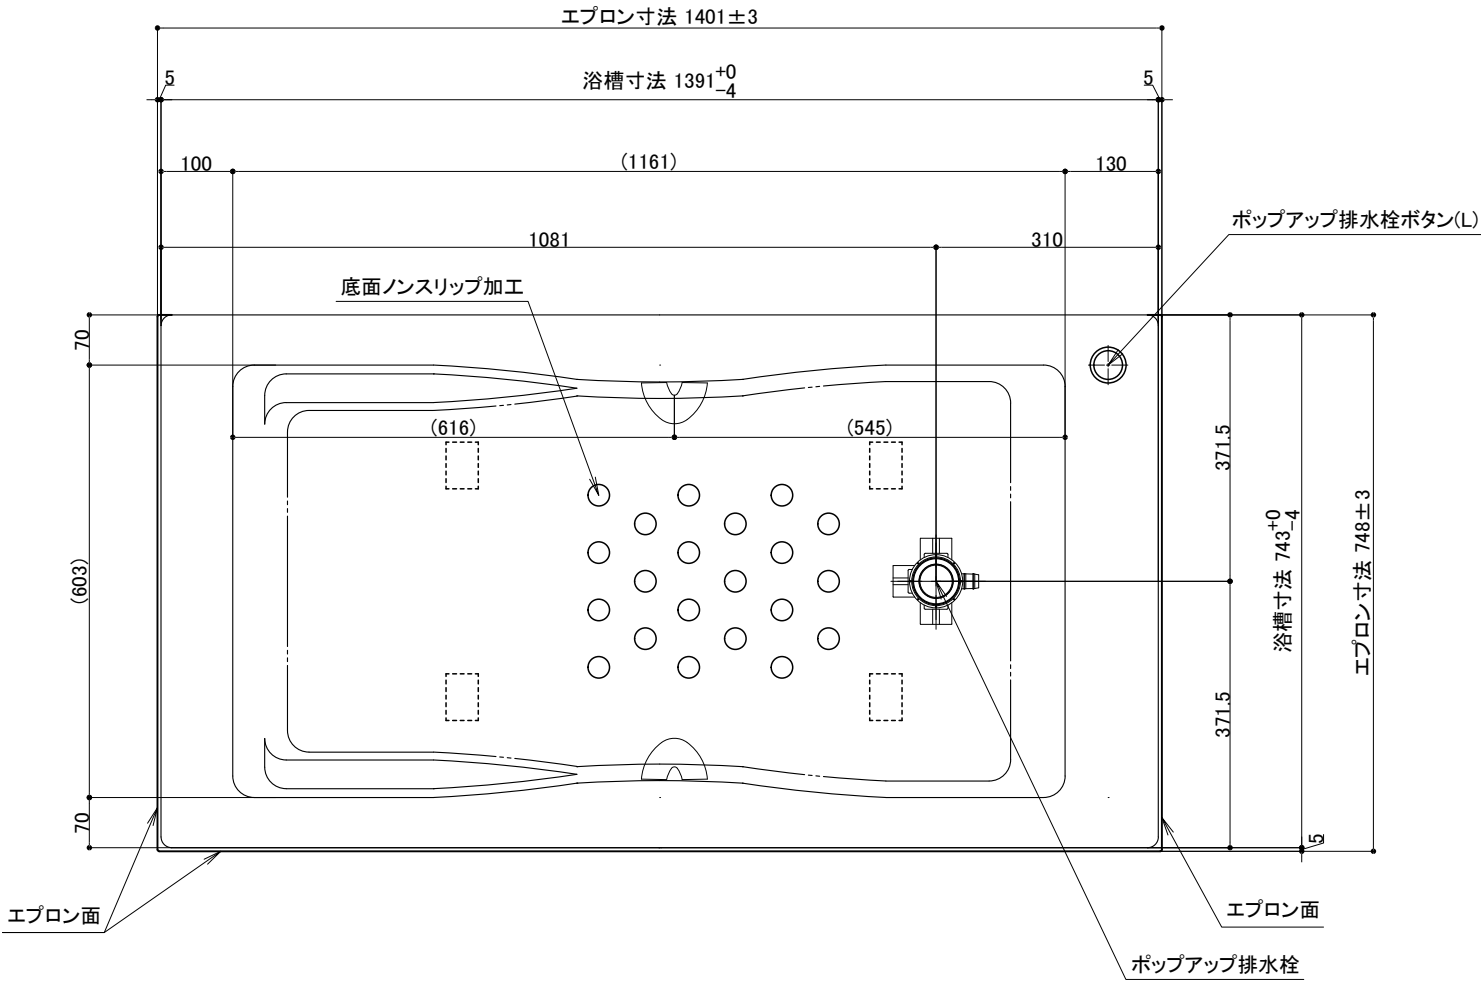 エプロン寸法 1401±3
5
浴槽寸法 1391+0-4
5
100
(1161)
130
ポップアップ排水栓ボタン(L)
1081
310
底面ノンスリップ加工
70
(616)
(545)
371.5
浴槽寸法 743+0-4
エプロン寸法 748±3
(603)
371.5
70
5
エプロン面
エプロン面
ポップアップ排水栓